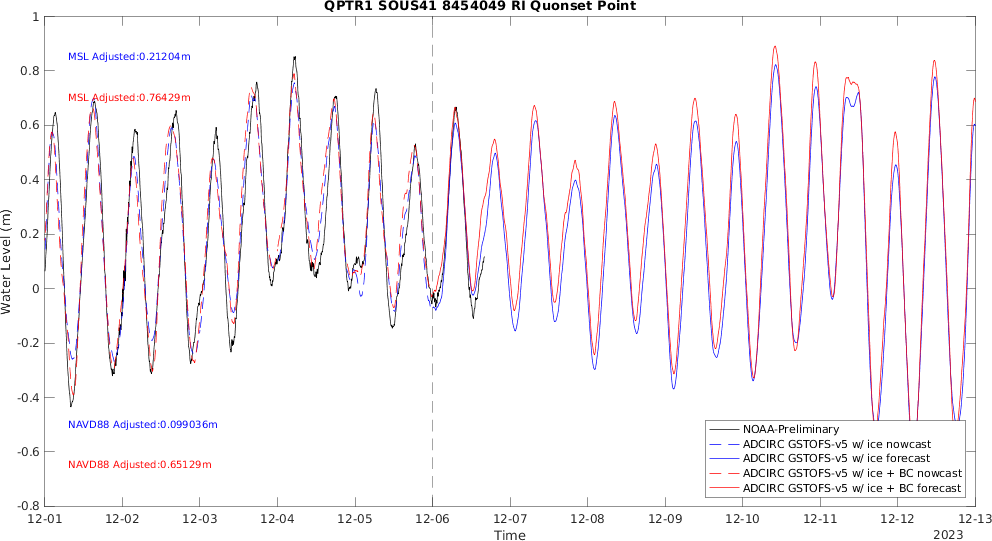 QPTR1 SOUS41 8454049 RI Quonset Point
1
0.8
0.6
0.4
0.2
0
-0.2
-0.4
-0.6
-0.8
Water Level (m)
MSL Adjusted:0.21204m
MSL Adjusted:0.76429m
NAVD88 Adjusted:0.099036m
NAVD88 Adjusted:0.65129m
NOAA-Preliminary
ADCIRC GSTOFS-v5 w/ ice nowcast
ADCIRC GSTOFS-v5 w/ ice forecast
ADCIRC GSTOFS-v5 w/ ice + BC nowcast
ADCIRC GSTOFS-v5 w/ ice + BC forecast
12-01 12-02 12-03 12-04 12-05 12-06 12-07 12-08 12-09 12-10 12-11 12-12 12-13
Time
2023